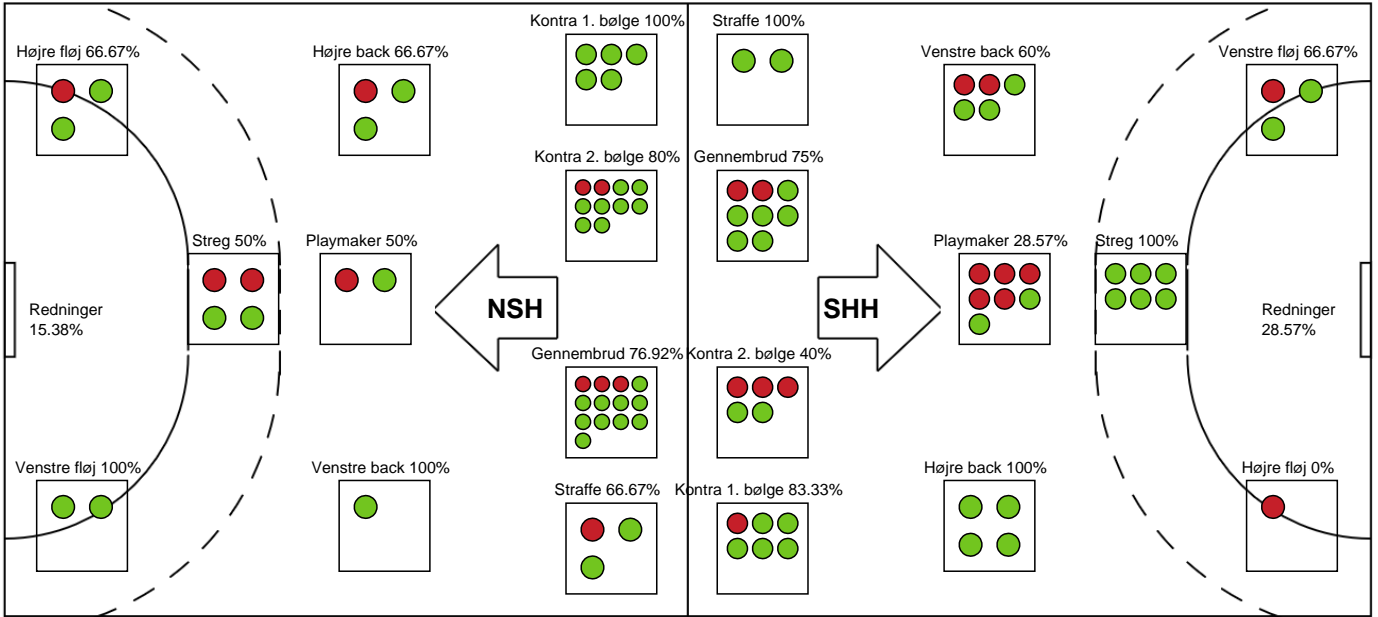 Kontra 1. bølge 100%
Straffe 100%
Højre fløj 66.67%
Højre back 66.67%
Venstre back 60%
Venstre fløj 66.67%
Kontra 2. bølge 80%
Gennembrud 75%
Streg 50%
Playmaker 50%
Playmaker 28.57%
Streg 100%
Redninger
15.38%
NSH
SHH
Redninger
28.57%
Gennembrud 76.92%
Kontra 2. bølge 40%
Venstre fløj 100%
Venstre back 100%
Højre back 100%
Højre fløj 0%
Straffe 66.67%
Kontra 1. bølge 83.33%